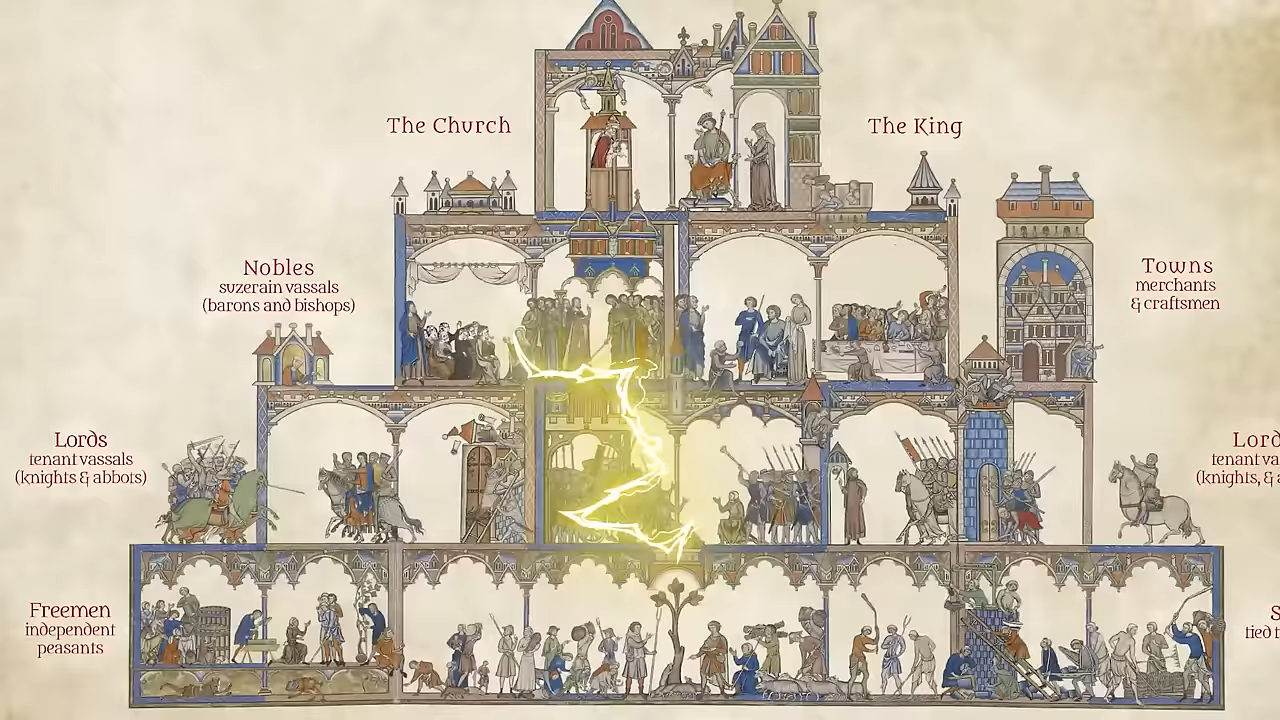 The Church
The King
Nobles
suzerain vassals
(barons and bishops)
Towns
merchants
& craftsmen
Lords
tenant vassals
(knights & abbots)
Lord
tenant va
(knights, & a
Freemen
independent
peasants
S
tied t